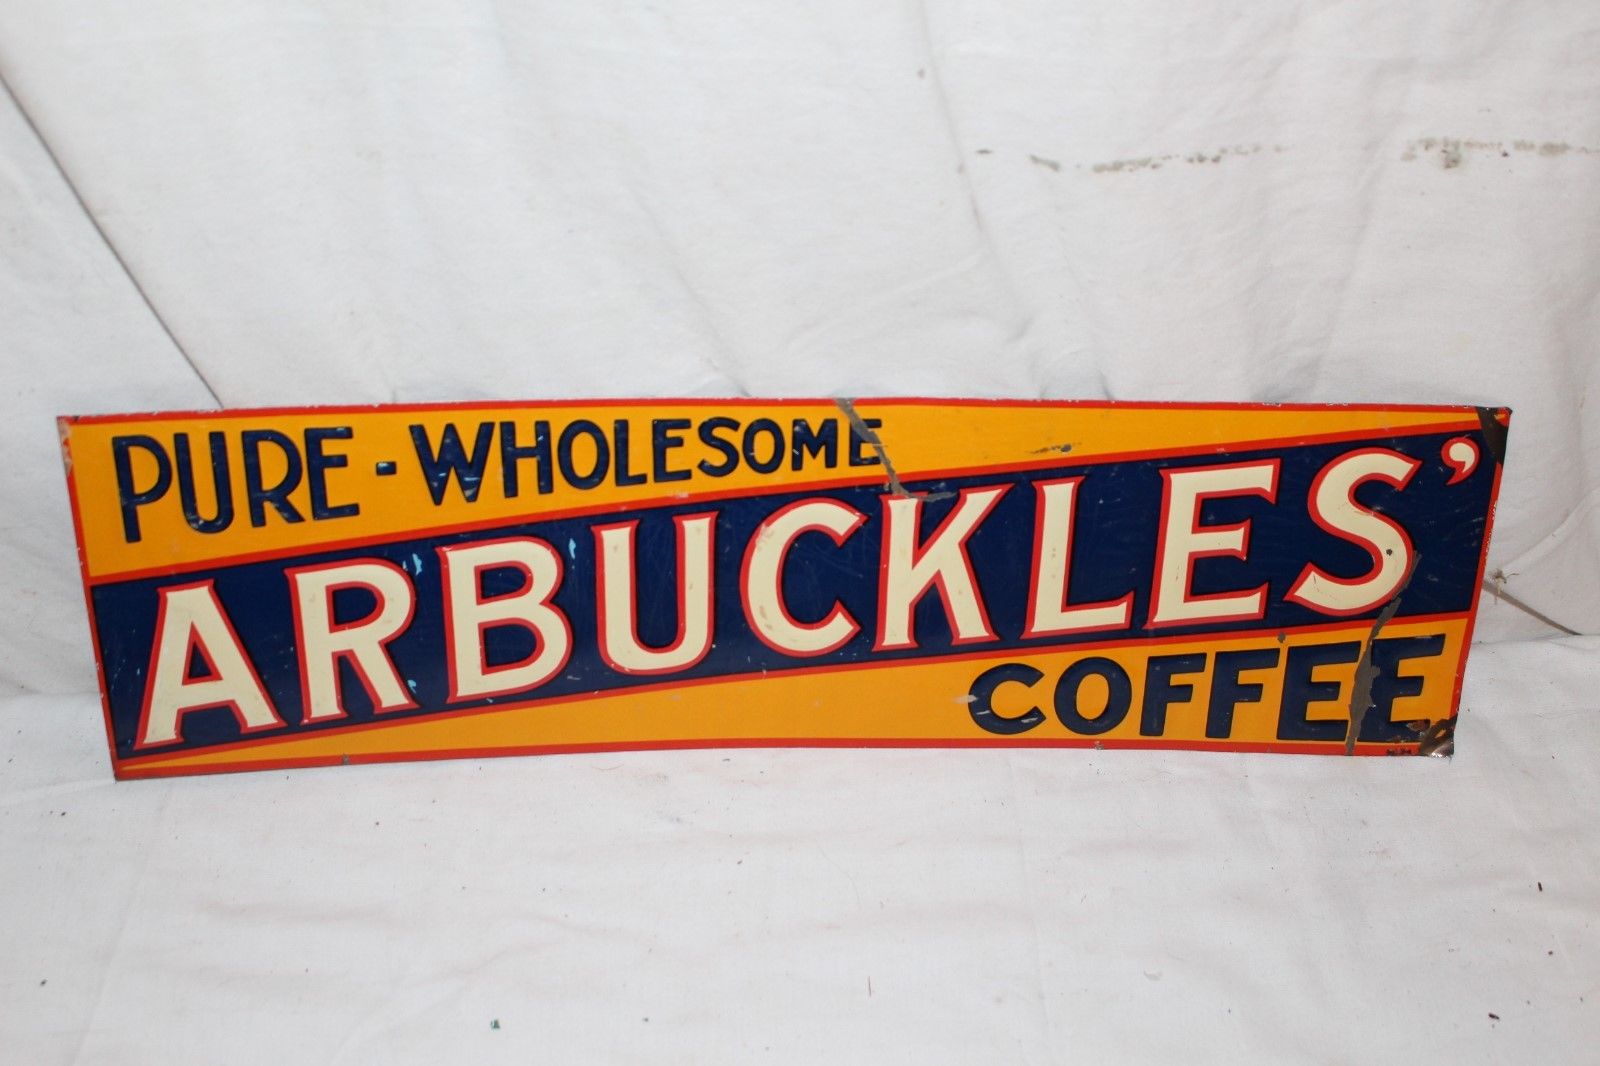 PURE - WHOLESOME
ARBUCKLES'
COFFEE